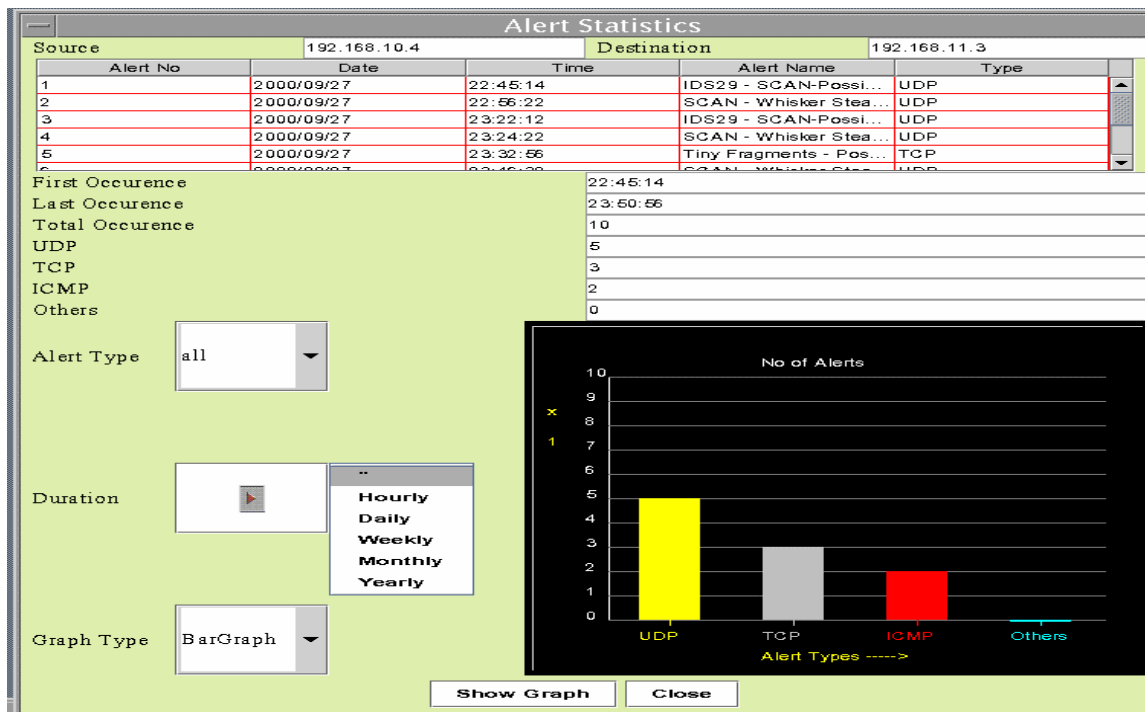 Alert Statistics
Source 192.168.10.4 Destination 192.168.11.3
Alert No Date Time Alert Name Type
1 2000/09/27 22:45:14 IDS29 - SCAN-Possi... UDP
2 2000/09/27 22:56:22 SCAN - Whisker Stea... UDP
3 2000/09/27 23:22:12 IDS29 - SCAN-Possi... UDP
4 2000/09/27 23:24:22 SCAN - Whisker Stea... UDP
5 2000/09/27 23:32:56 Tiny Fragments - Pos... TCP
First Occurence 22:45:14
Last Occurence 23:50:56
Total Occurence 10
UDP 5
TCP 3
ICMP 2
Others 0
Alert Type all
Duration
--
Hourly
Daily
Weekly
Monthly
Yearly
Graph Type BarGraph
No of Alerts
x
1
10
9
8
7
6
5
4
3
2
1
0
UDP TCP ICMP Others
Alert Types ----->
Show Graph Close